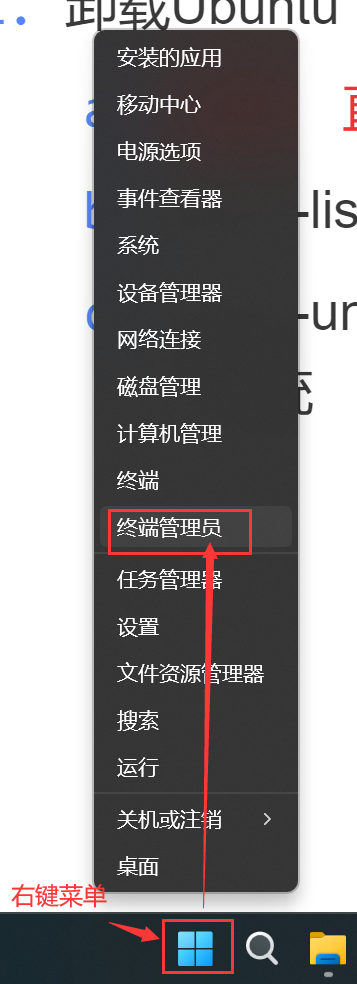 卸载Ubuntu
安装的应用
移动中心
电源选项
事件查看器
-lis
系统
设备管理器
-un
网络连接
磁盘管理
统
计算机管理
终端
终端管理员
任务管理器
设置
文件资源管理器
搜索
运行
关机或注销
桌面
右键菜单